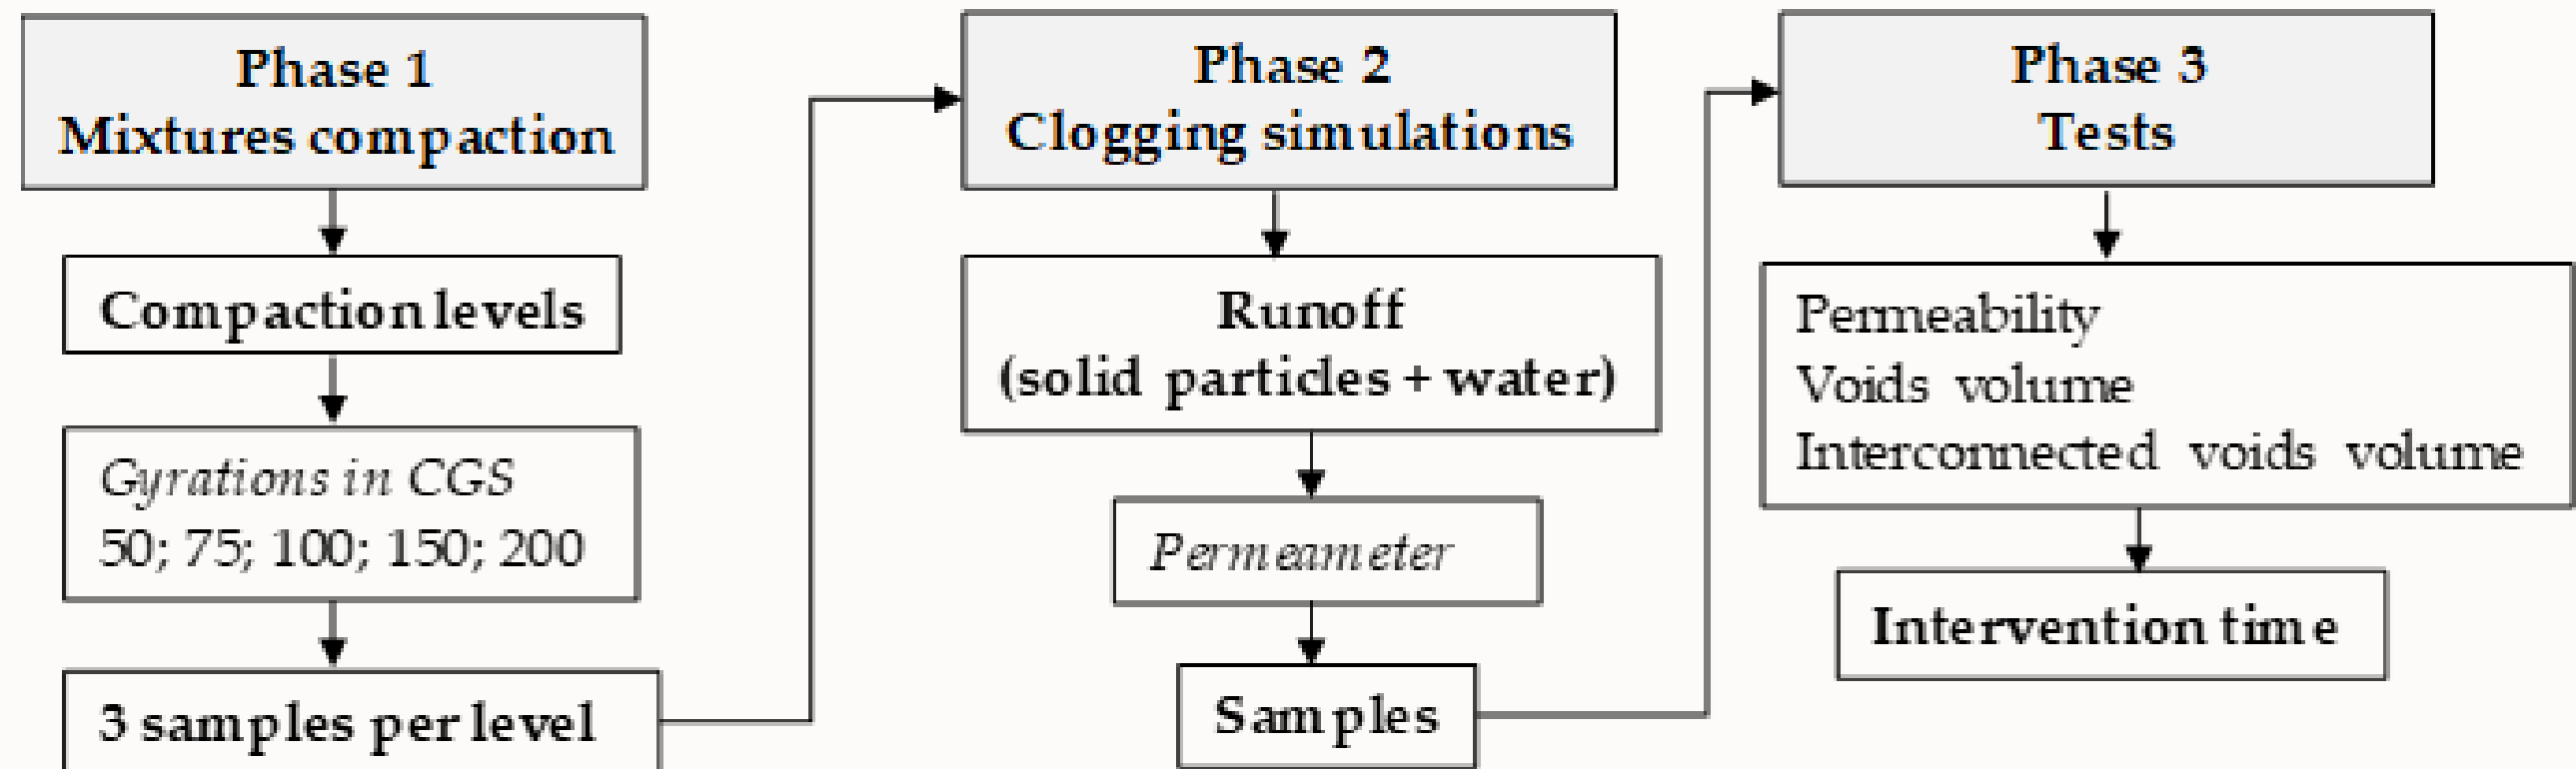 Phase 1
Mixtures compaction
Compaction levels
Gyrations in CGS
50; 75; 100; 150; 200
3 samples per level
Phase 2
Clogging simulations
Runoff
(solid particles + water)
Permeameter
Samples
Phase 3
Tests
Permeability
Voids volume
Interconnected voids volume
Intervention time